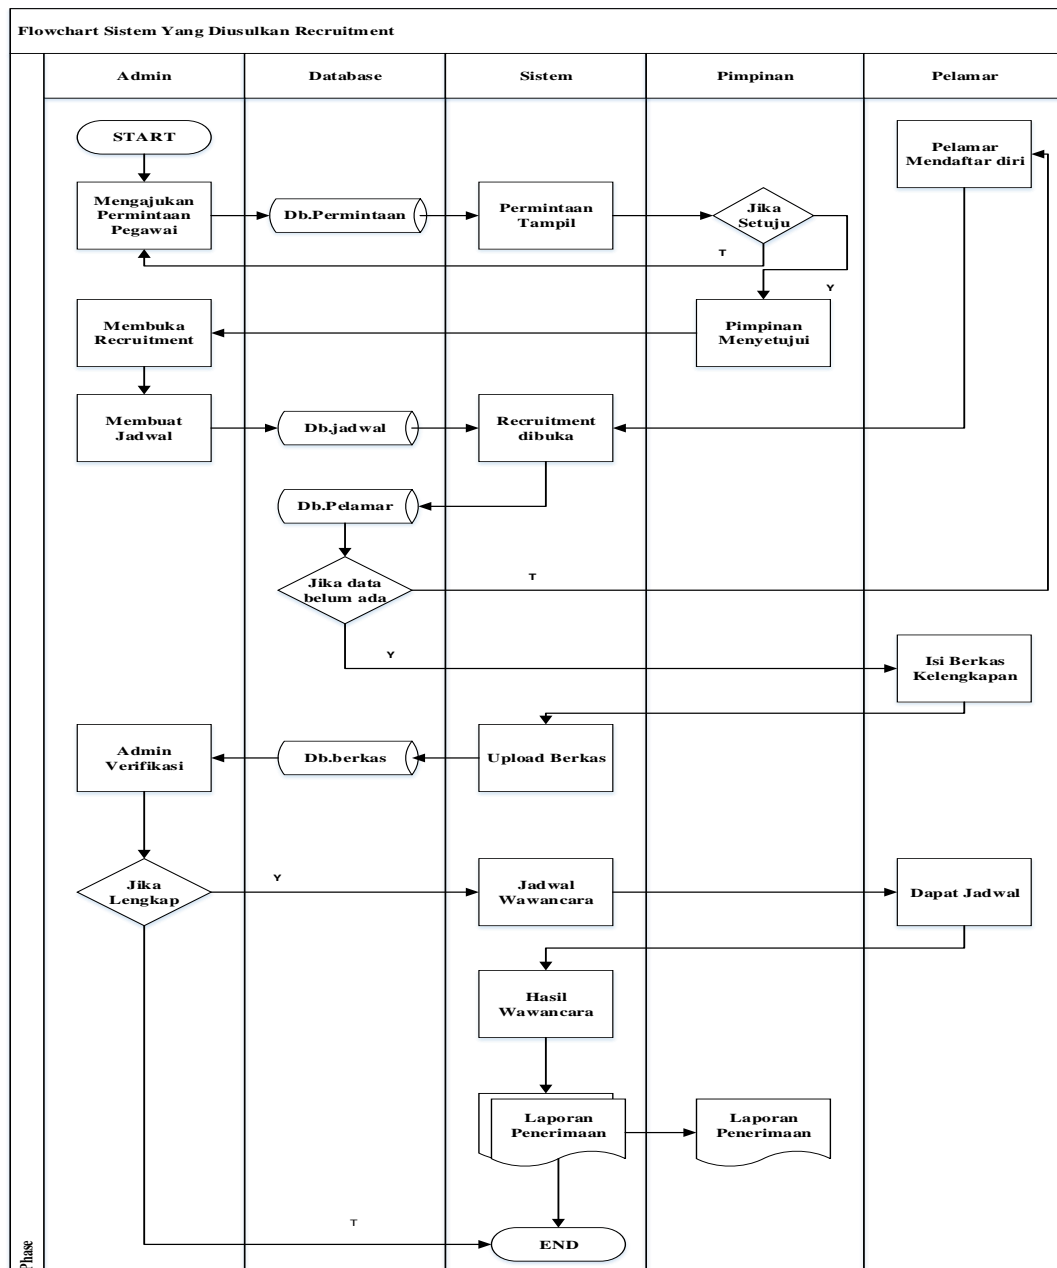 Flowchart Sistem Yang Diusulkan Recruitment
Admin
Database
Sistem
Pimpinan
Pelamar
START
Pelamar
Mendaftar diri
Mengajukan
Permintaan
Pegawai
Db.Permintaan
Permintaan
Tampil
Jika
Setuju
T
Y
Membuka
Recruitment
Pimpinan
Menyetujui
Membuat
Jadwal
Db.jadwal
Recruitment
dibuka
Db.Pelamar
Jika data
belum ada
T
Y
Isi Berkas
Kelengkapan
Admin
Verifikasi
Db.berkas
Upload Berkas
Jika
Lengkap
Y
Jadwal
Wawancara
Dapat Jadwal
Hasil
Wawancara
Laporan
Penerimaan
Laporan
Penerimaan
T
END
Phase